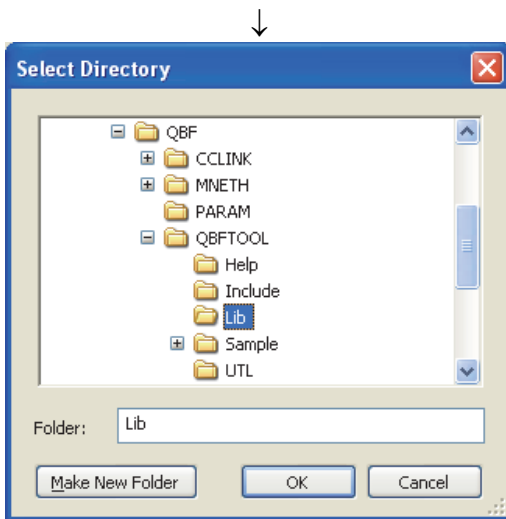 Select Directory
QBF
CCLINK
MNETH
PARAM
QBFTOOL
Help
Include
Lib
Sample
UTL
Folder: Lib
Make New Folder OK Cancel